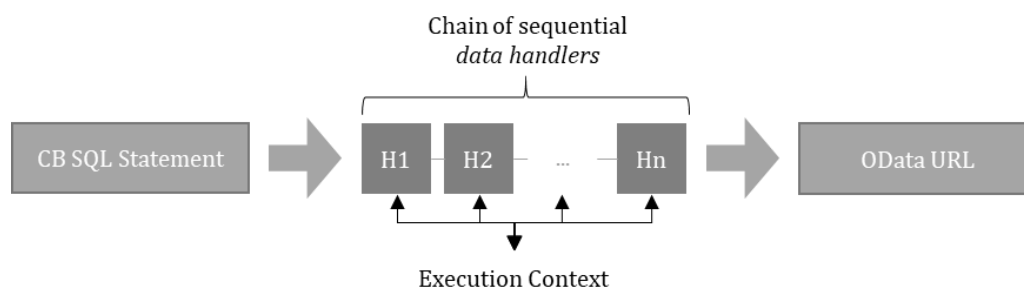 Chain of sequential
data handlers
CB SQL Statement
H1
H2
...
Hn
OData URL
Execution Context